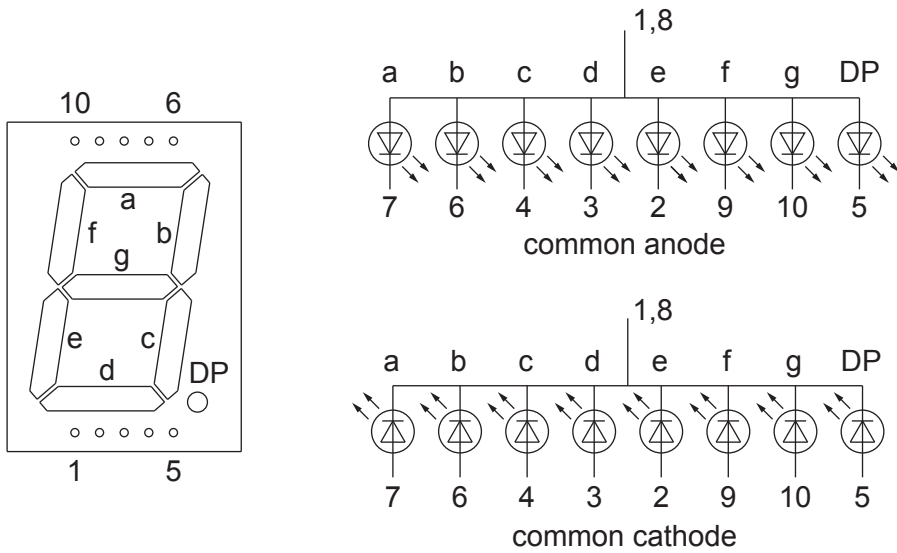 10 6
a
f b
g
e c
d DP
1 5
1,8
a b c d e f g DP
7 6 4 3 2 9 10 5
common anode
1,8
a b c d e f g DP
7 6 4 3 2 9 10 5
common cathode